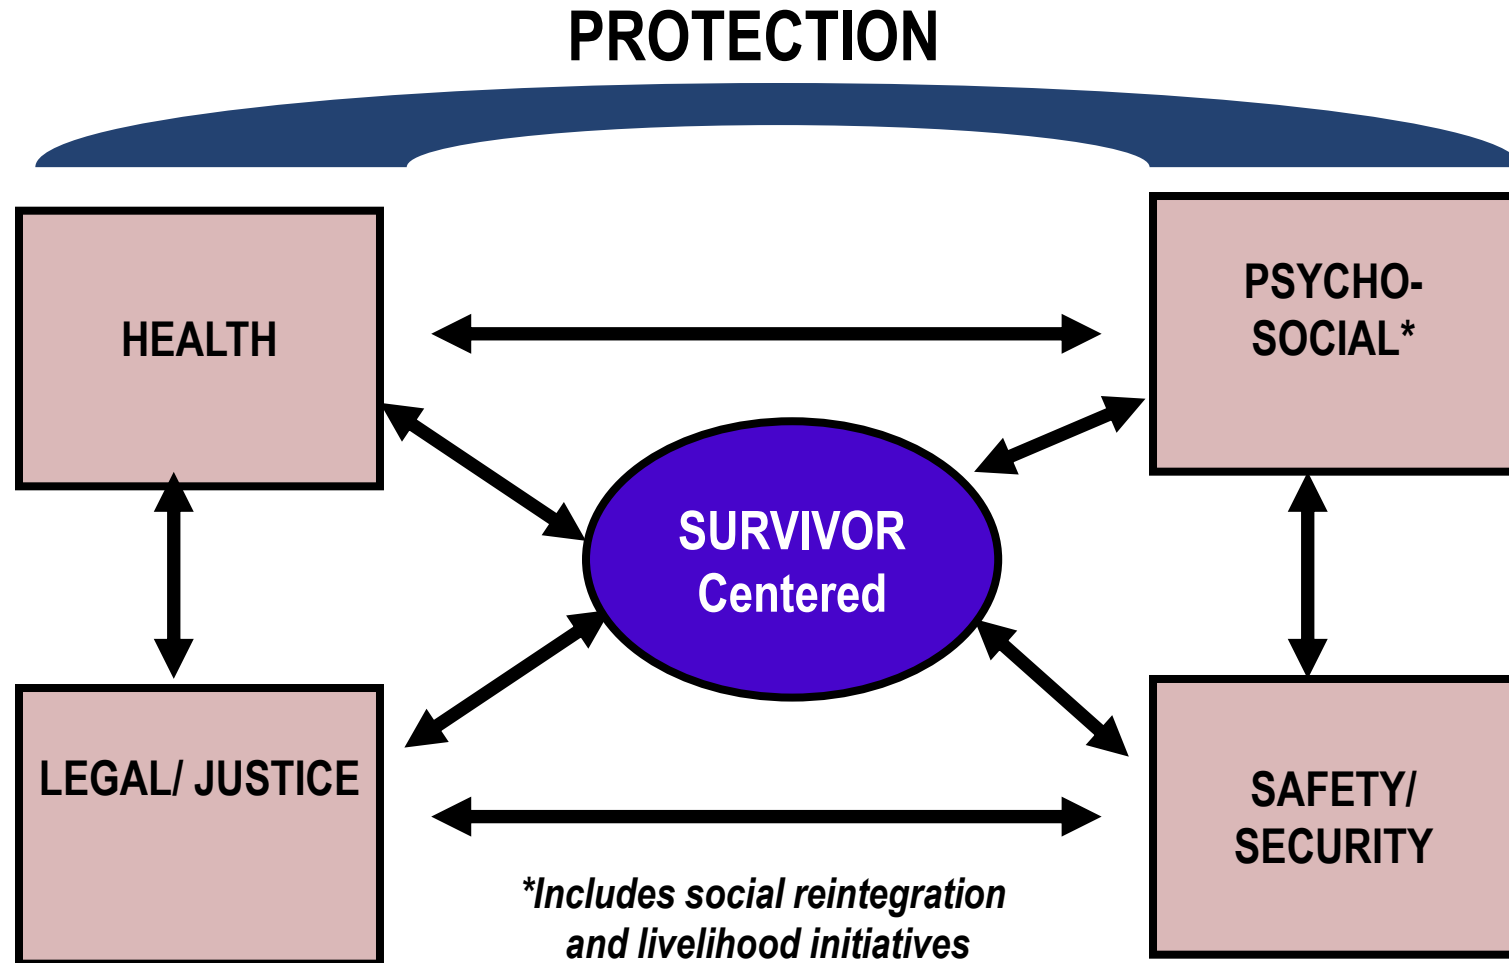 PROTECTION
HEALTH
PSYCHO-
SOCIAL*
SURVIVOR
Centered
LEGAL/ JUSTICE
SAFETY/
SECURITY
*Includes social reintegration
and livelihood initiatives